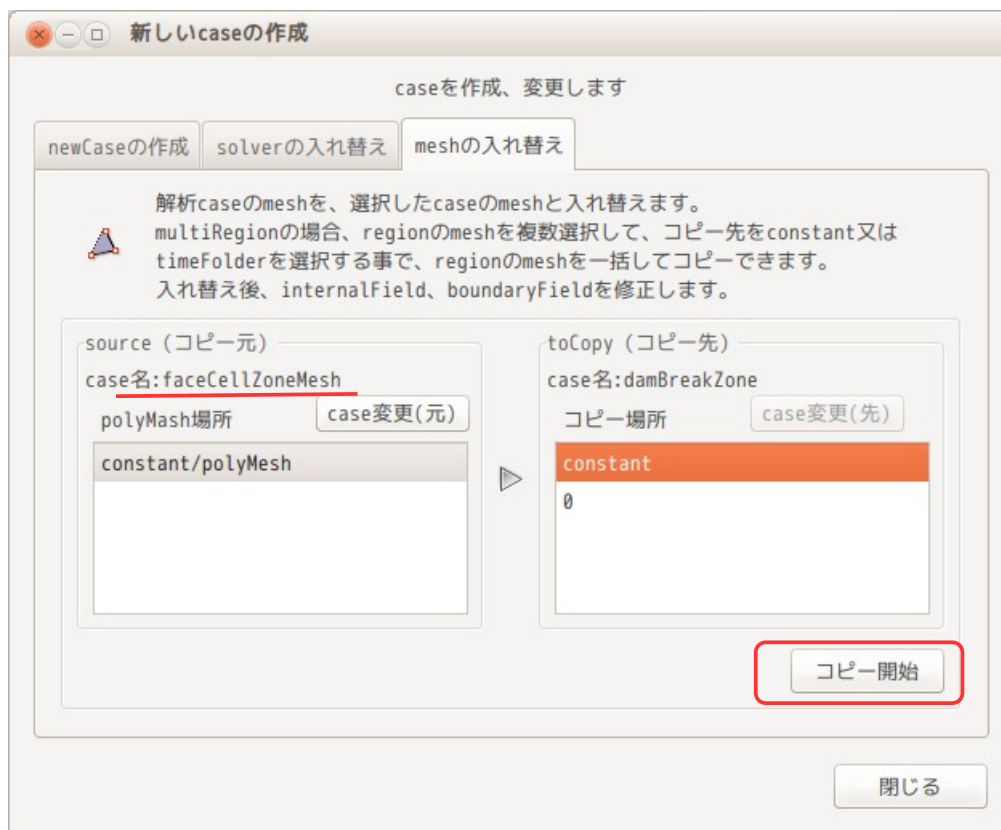 新しいcaseの作成
caseを作成、変更します
newCaseの作成
solverの入れ替え
meshの入れ替え
解析caseのmeshを、選択したcaseのmeshと入れ替えます。
multiRegionの場合、regionのmeshを複数選択して、コピー先をconstant又は
timeFolderを選択する事で、regionのmeshを一括してコピーできます。
入れ替え後、internalField、boundaryFieldを修正します。
source (コピー元)
case名:faceCellZoneMesh
polyMash場所
case変更(元)
constant/polyMesh
toCopy (コピー先)
case名:damBreakZone
コピー場所
case変更(先)
constant
0
コピー開始
閉じる